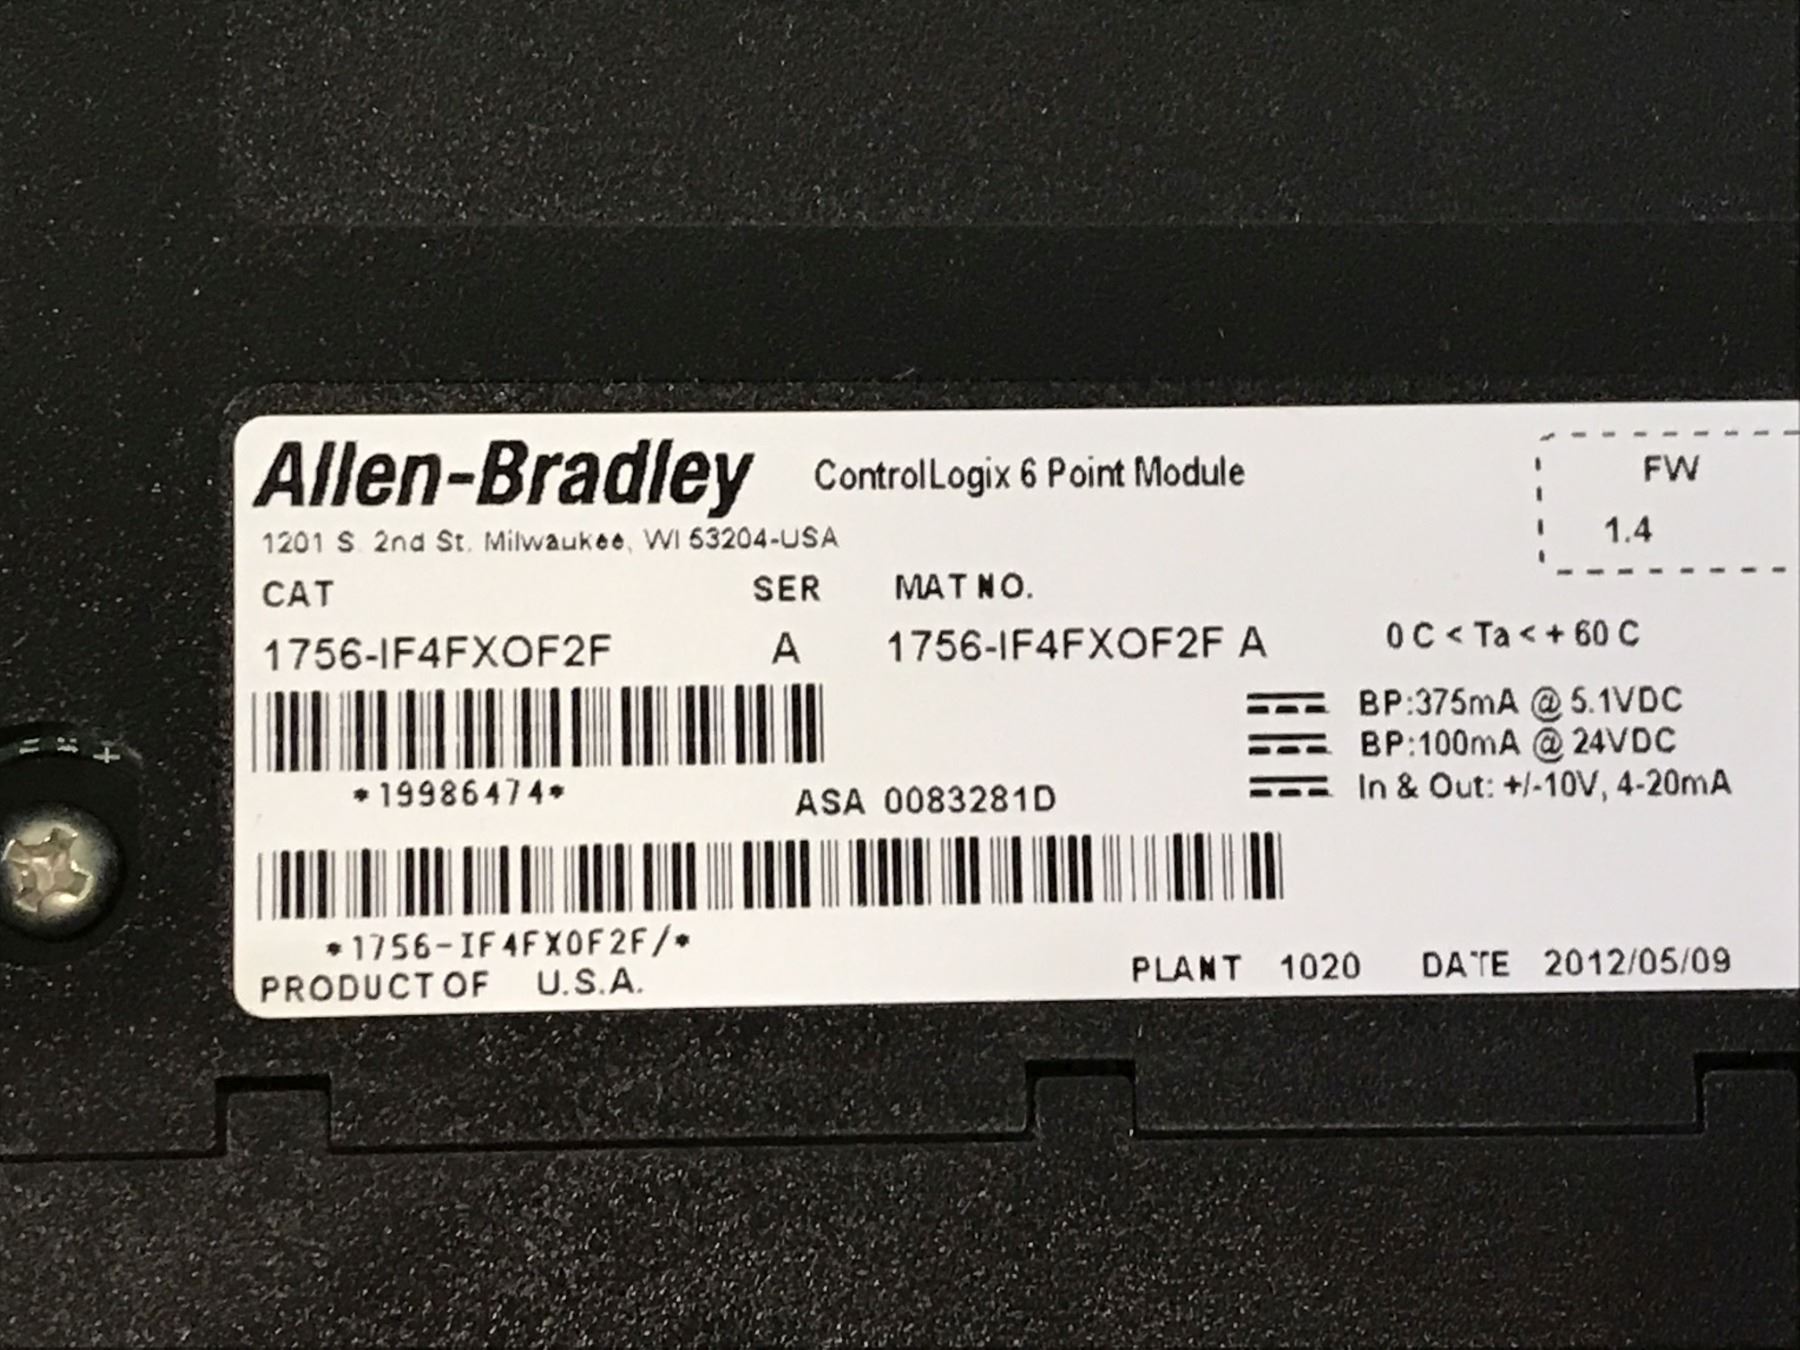 Allen-Bradley ControlLogix 6 Point Module FW
1201 S. 2nd St. Milwaukee, WI 53204-USA 1.4
CAT SER MAT NO.
1756-IF4FXOF2F A 1756-IF4FXOF2F A 0 C < Ta < + 60 C
BP:375mA @ 5.1VDC
BP:100mA @ 24VDC
*19986474* ASA 0083281D In & Out: +/-10V, 4-20mA
*1756-IF4FXOF2F/*
PRODUCT OF U.S.A. PLANT 1020 DATE 2012/05/09